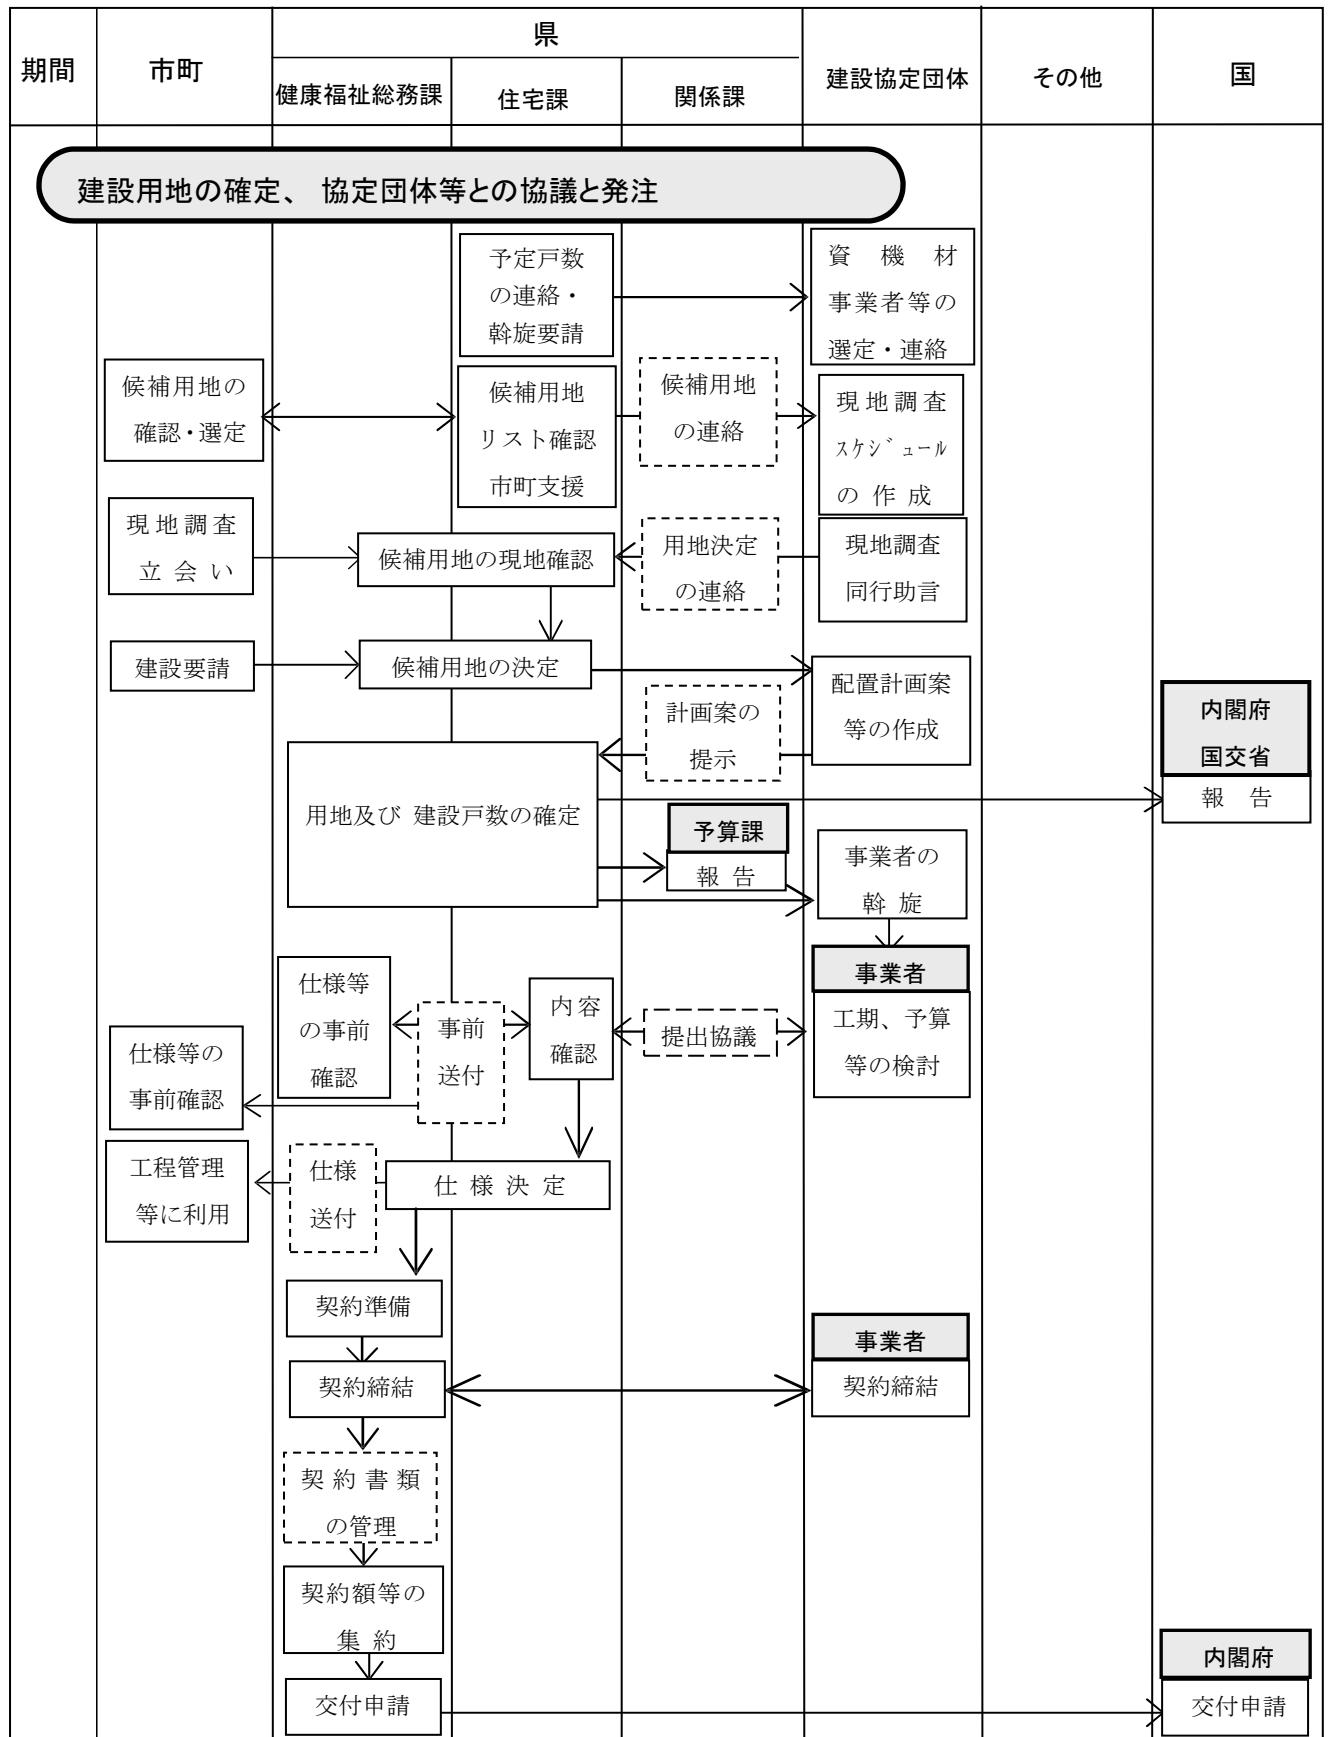 期間
市町
県
健康福祉総務課
住宅課
関係課
建設協定団体
その他
国
建設用地の確定、 協定団体等との協議と発注
予定戸数
の連絡・
斡旋要請
資 機 材
事業者等の
選定・連絡
候補用地の
確認・選定
候補用地
リスト確認
市町支援
候補用地
の連絡
現地調査
スケジュール
の作成
現地調査
立会い
候補用地の現地確認
用地決定
の連絡
現地調査
同行助言
建設要請
候補用地の決定
配置計画案
等の作成
計画案の
提示
内閣府
国交省
報 告
用地及び 建設戸数の確定
予算課
報 告
事業者の
斡 旋
事業者
工期、予算
等の検討
仕様等
の事前
確認
事前
送付
内容
確認
提出協議
仕様等の
事前確認
工程管理
等に利用
仕様
送付
仕 様 決 定
契約準備
契約締結
事業者
契約締結
契約書類
の管理
契約額等の
集 約
交付申請
内閣府
交付申請